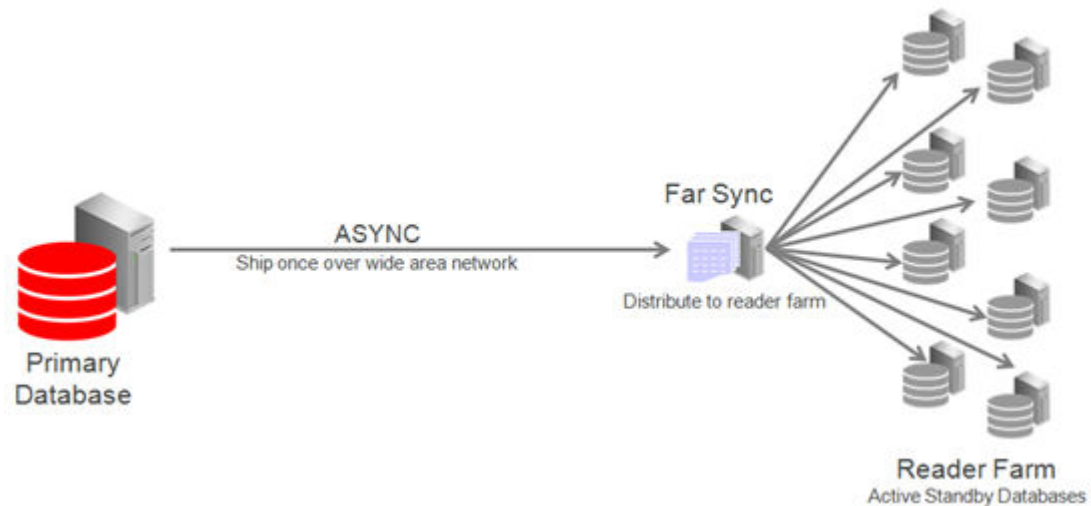 Primary
Database
ASYNC
Ship once over wide area network
Far Sync
Distribute to reader farm
Reader Farm
Active Standby Databases